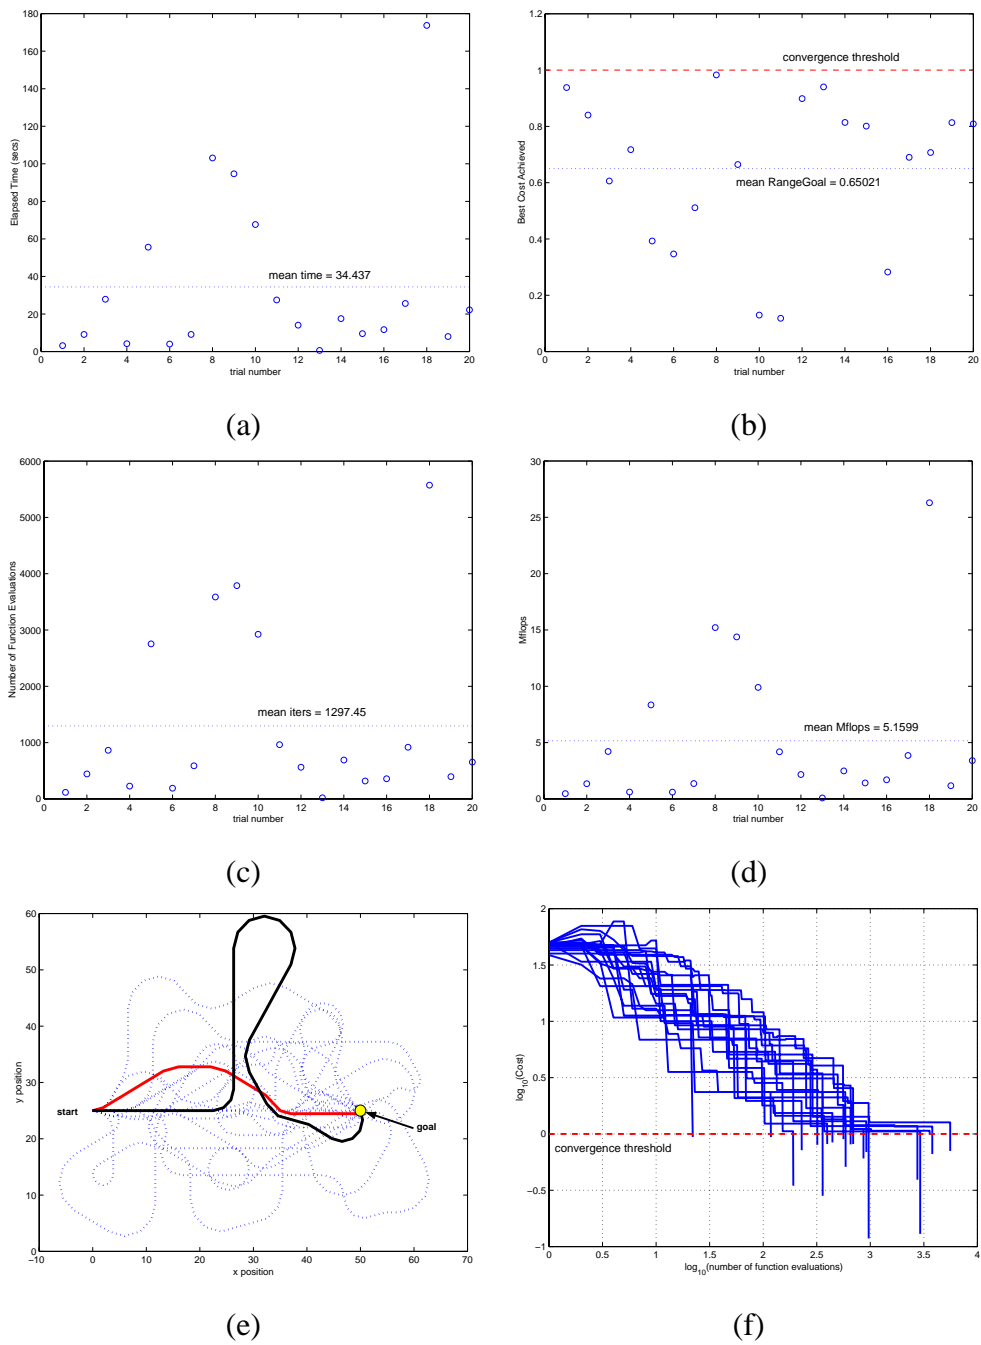 180
160
140
120
100
80
60
40
20
0
Elapsed Time (secs)
mean time = 34.437
0 2 4 6 8 10 12 14 16 18 20
trial number
(a)
1.2
1
0.8
0.6
0.4
0.2
0
Best Cost Achieved
convergence threshold
mean RangeGoal = 0.65021
0 2 4 6 8 10 12 14 16 18 20
trial number
(b)
6000
5000
4000
3000
2000
1000
0
Number of Function Evaluations
mean iters = 1297.45
0 2 4 6 8 10 12 14 16 18 20
trial number
(c)
30
25
20
15
10
5
0
Mflops
mean Mflops = 5.1599
0 2 4 6 8 10 12 14 16 18 20
trial number
(d)
60
50
40
30
20
10
0
y position
start
goal
−10 0 10 20 30 40 50 60 70
x position
(e)
2
1.5
1
0.5
0
−0.5
−1
log10(Cost)
convergence threshold
0 0.5 1 1.5 2 2.5 3 3.5 4
log10(number of function evaluations)
(f)